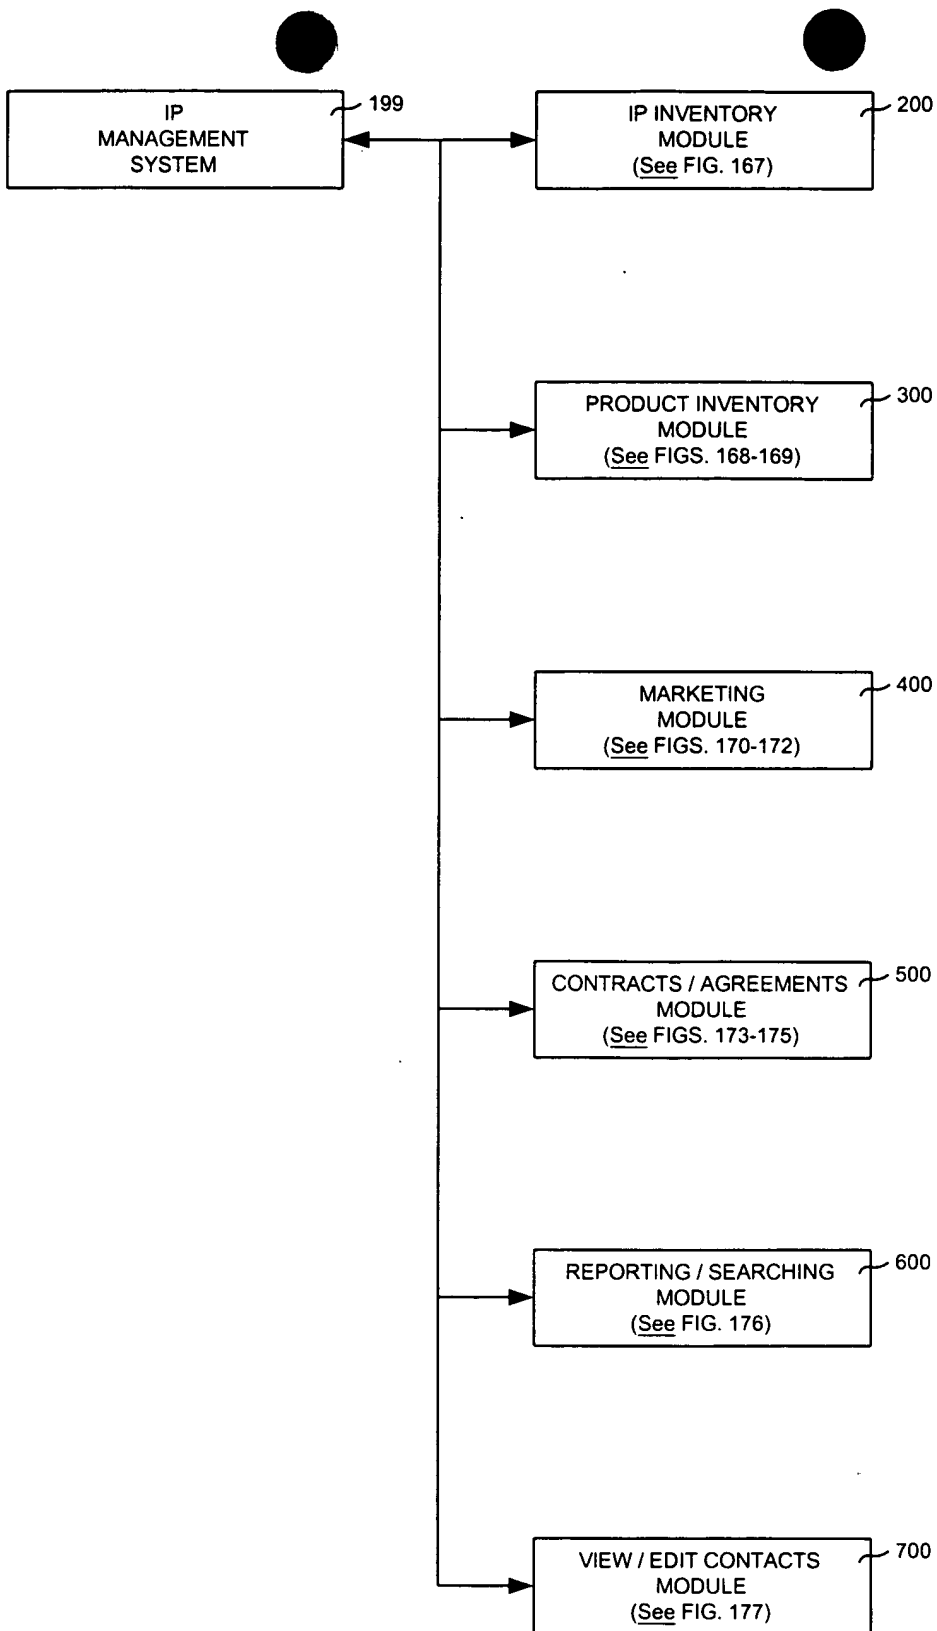 IP
MANAGEMENT
SYSTEM
199
IP INVENTORY
MODULE
(See FIG. 167)
200
PRODUCT INVENTORY
MODULE
(See FIGS. 168-169)
300
MARKETING
MODULE
(See FIGS. 170-172)
400
CONTRACTS / AGREEMENTS
MODULE
(See FIGS. 173-175)
500
REPORTING / SEARCHING
MODULE
(See FIG. 176)
600
VIEW / EDIT CONTACTS
MODULE
(See FIG. 177)
700